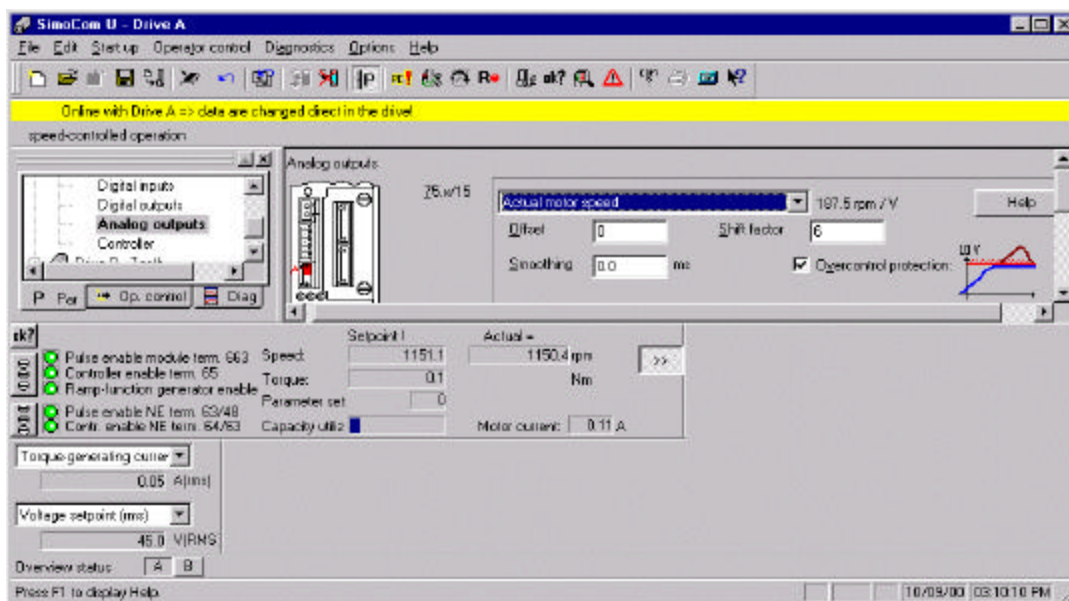 SimoCom U - Drive A
File Edit Start up Operator control Diagnostics Options Help
Online with Drive A => data are changed direct in the drive!
speed-controlled operation
Digital inputs
Digital outputs
Analog outputs
Controller
P Par Op. control Diag
Analog outputs
75.x/15
Actual motor speed 187.5 rpm / V Help
Offset 0 Shift factor 6
Smoothing 0.0 ms Overcontrol protection:
10 V
ok?
Setpoint Actual =
Pulse enable module term. 663 Speed: 1151.1 1150.4 rpm >>
Controller enable term. 65 Torque: 0.1 Nm
Ramp-function generator enable Parameter set 0
Pulse enable NE term. 63/48
Contr. enable NE term. 64/63 Capacity utiliz Motor current: 0.11 A
Torque-generating currer
0.05 A(rms)
Voltage setpoint (rms)
45.0 V(RMS
Overview status A B
Press F1 to display Help. 10/09/00 03:10:10 PM